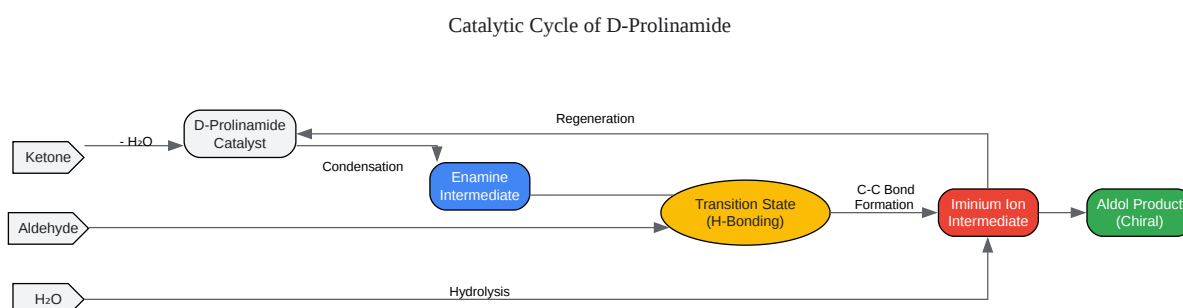 Catalytic Cycle of D-Prolinamide
Regeneration
D-Prolinamide
Catalyst
- H₂O
Ketone
Condensation
Enamine
Intermediate
C-C Bond
Formation
Transition State
(H-Bonding)
Iminium Ion
Intermediate
Aldol Product
(Chiral)
Aldehyde
Hydrolysis
H₂O